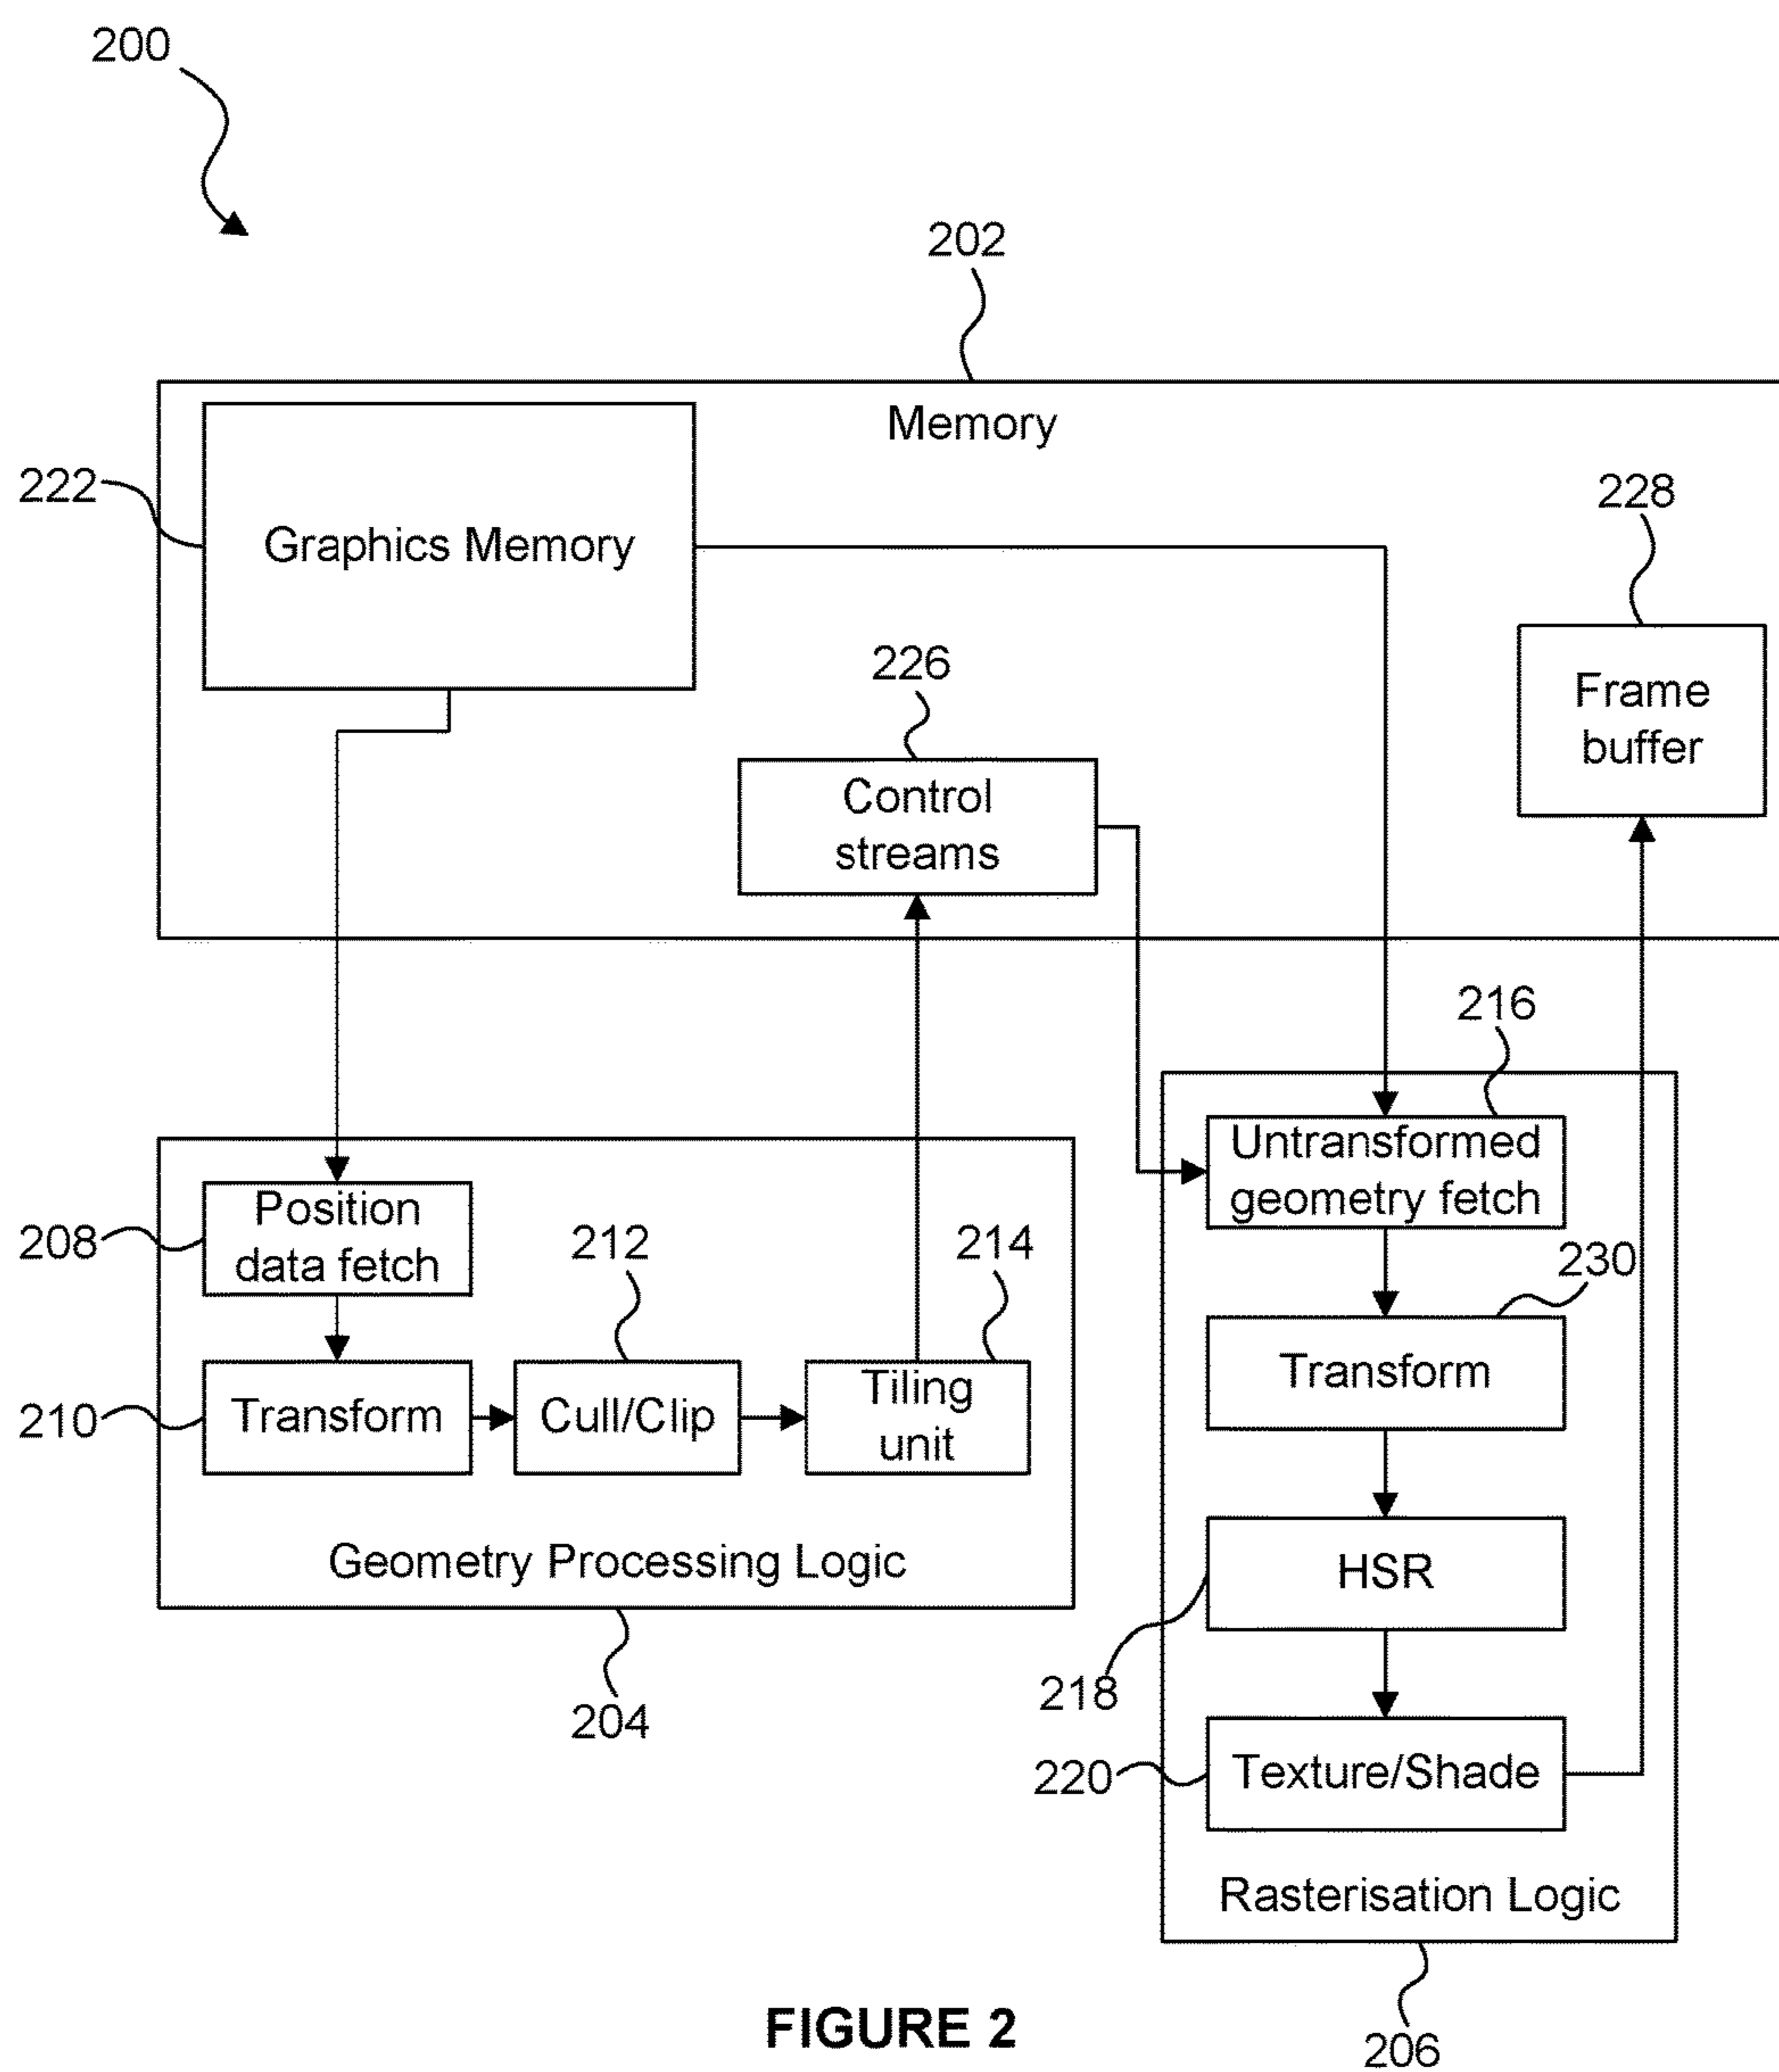 200
202
Memory
222
Graphics Memory
228
Frame
buffer
226
Control
streams
216
Untransformed
geometry fetch
208
Position
data fetch
212
214
230
210
Transform
Cull/Clip
Tiling
unit
Transform
Geometry Processing Logic
HSR
204
218
220
Texture/Shade
Rasterisation Logic
FIGURE 2
206